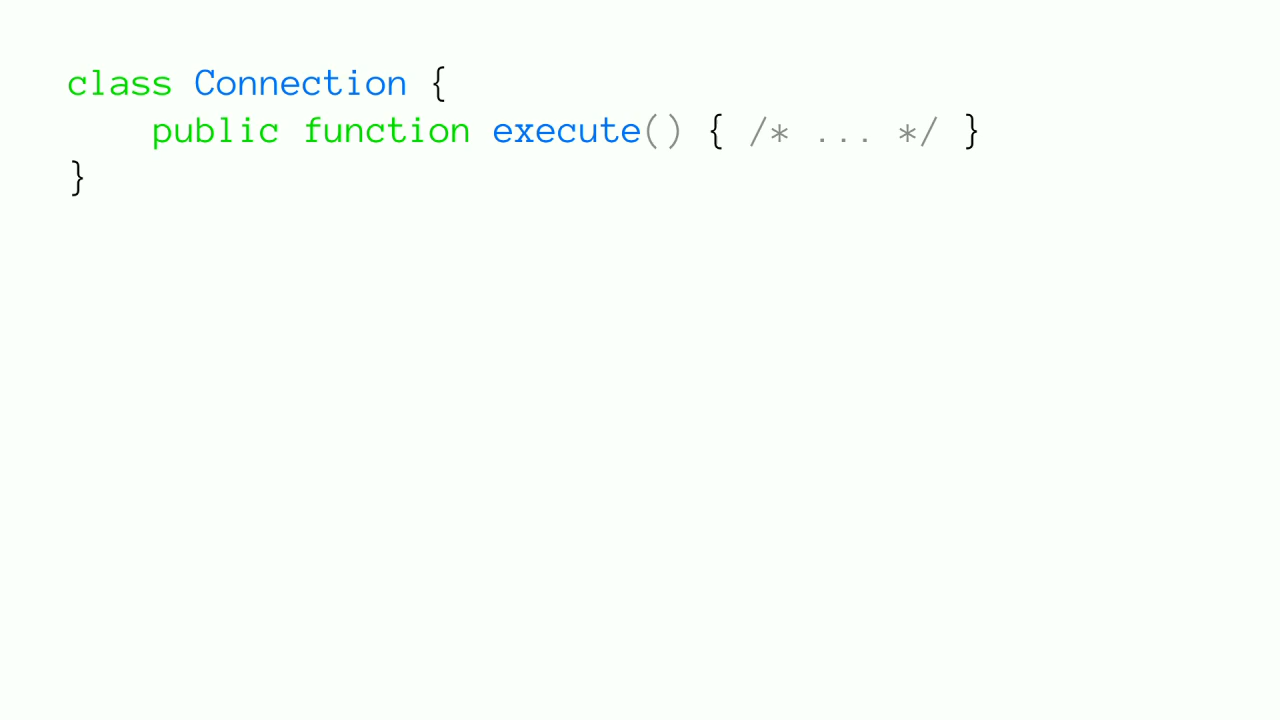 class Connection {
    public function execute() { /* ... */ }
}